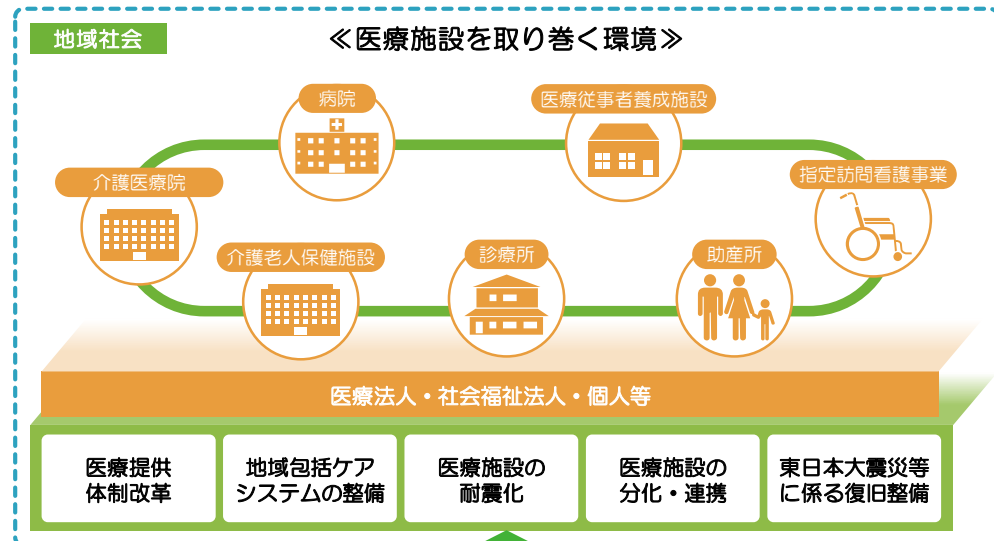 地域社会
≪医療施設を取り巻く環境≫
病院
医療従事者養成施設
指定訪問看護事業
介護医療院
介護老人保健施設
診療所
助産所
医療法人・社会福祉法人・個人等
医療提供
体制改革
地域包括ケア
システムの整備
医療施設の
耐震化
医療施設の
分化・連携
東日本大震災等
に係る復旧整備